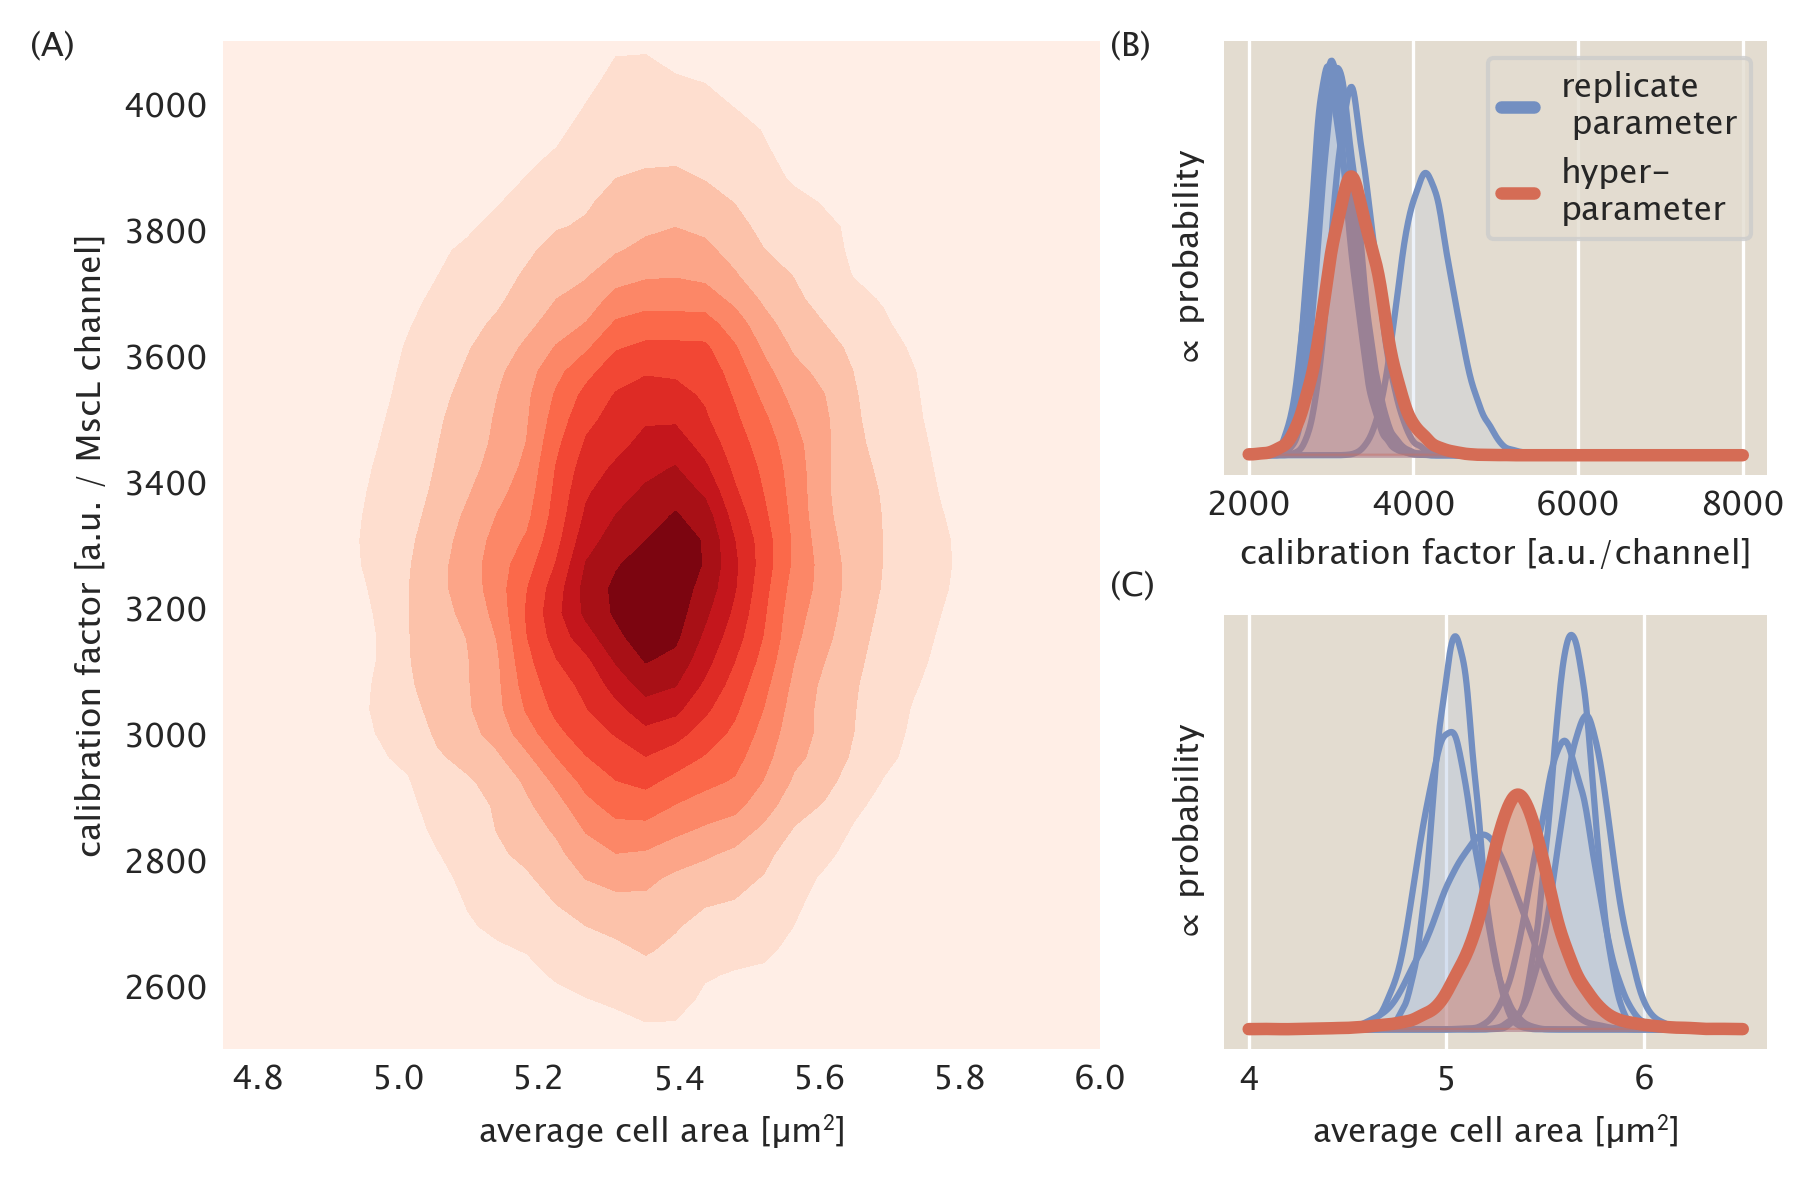 (A)
4000
3800
3600
3400
3200
3000
2800
2600
calibration factor [a.u. / MscL channel]
4.8 5.0 5.2 5.4 5.6 5.8 6.0
average cell area [µm²]
(B)
∝ probability
replicate
parameter
hyper-
parameter
2000 4000 6000 8000
calibration factor [a.u./channel]
(C)
∝ probability
4 5 6
average cell area [µm²]